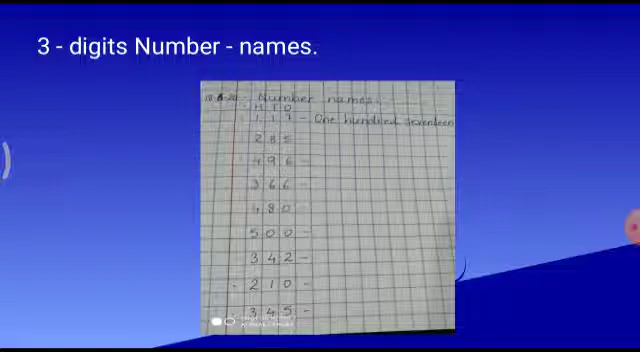 3 - digits Number - names.
Number names.
H T O
1 1 7 - One hundred seventeen
2 8 5
4 9 6 -
3 6 6 -
4 8 0 -
5 0 0 -
3 4 2 -
2 1 0 -
3 4 5 -